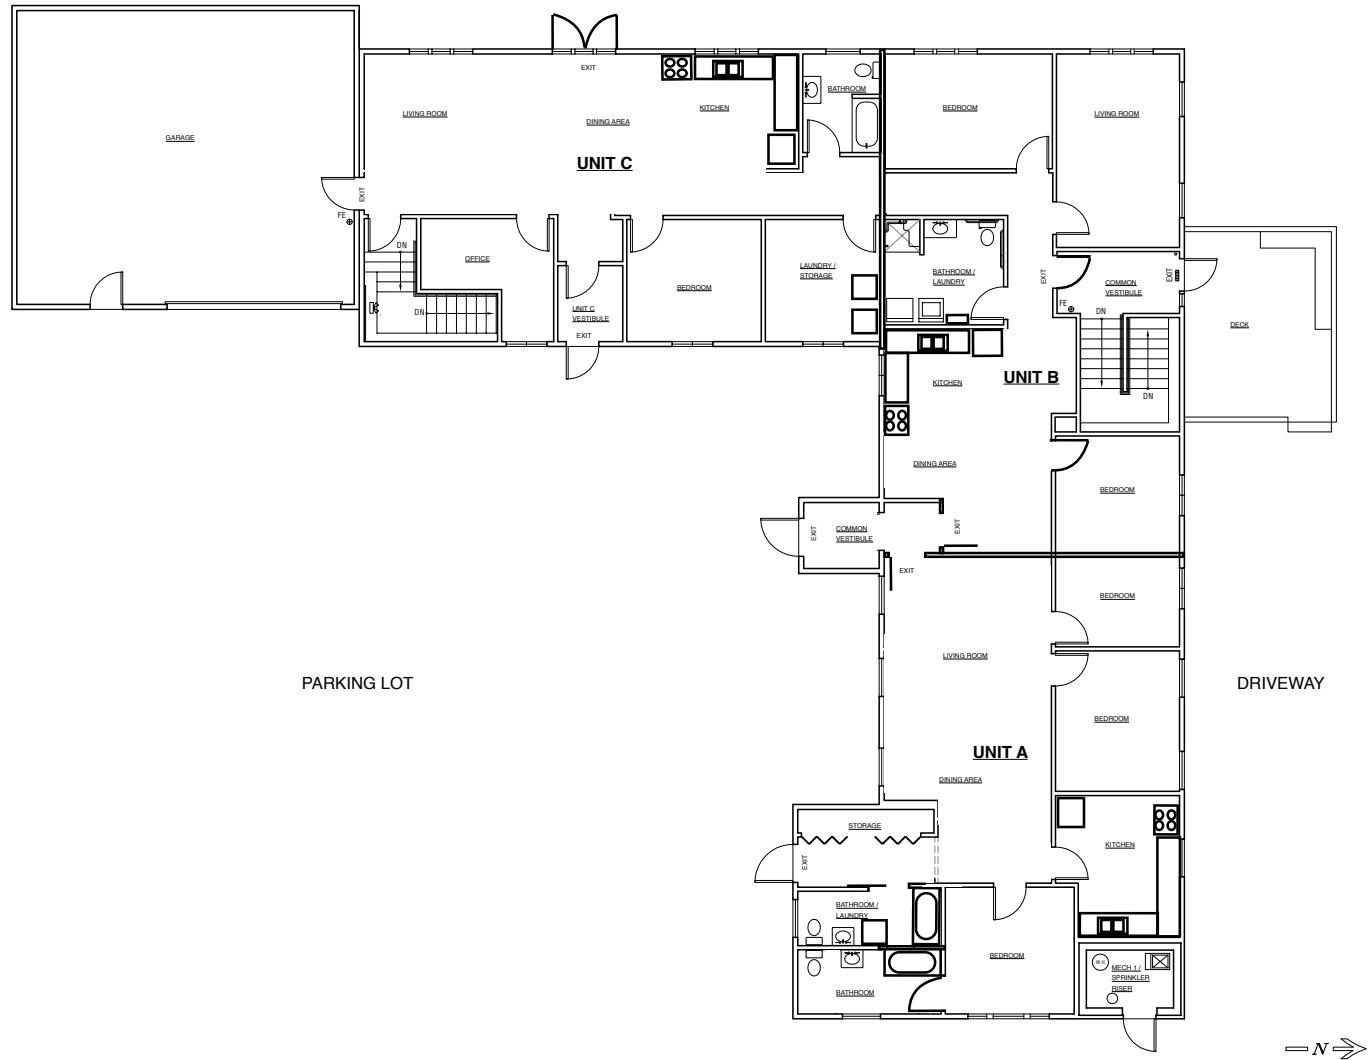 EXIT
LIVING ROOM
DINING AREA
KITCHEN
BATHROOM
BEDROOM
LIVING ROOM
GARAGE
UNIT C
EXIT
FE
DN
OFFICE
DN
UNIT C
VESTIBULE
EXIT
BEDROOM
LAUNDRY /
STORAGE
BATHROOM /
LAUNDRY
EXIT
FE
COMMON
VESTIBULE
EXIT
DN
DN
DECK
KITCHEN
UNIT B
DINING AREA
BEDROOM
EXIT
COMMON
VESTIBULE
EXIT
EXIT
BEDROOM
LIVING ROOM
PARKING LOT
DRIVEWAY
BEDROOM
UNIT A
DINING AREA
STORAGE
EXIT
KITCHEN
BATHROOM /
LAUNDRY
BEDROOM
BATHROOM
W.H.
MECH 1 /
SPRINKLER
RISER
N